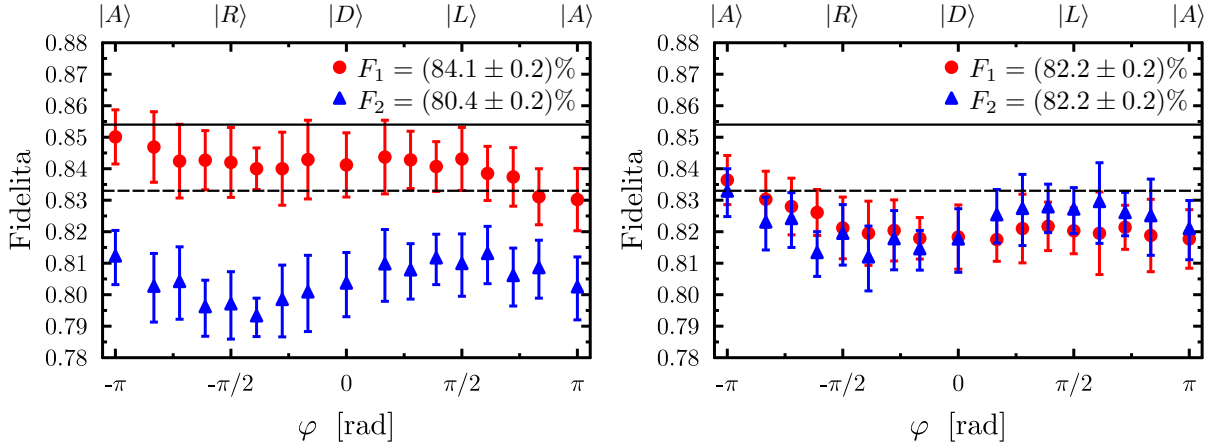 |A⟩ |R⟩ |D⟩ |L⟩ |A⟩
0.88
0.87
0.86
0.85
0.84
0.83
0.82
0.81
0.80
0.79
0.78
Fidelita
F₁ = (84.1 ± 0.2)%
F₂ = (80.4 ± 0.2)%
-π -π/2 0 π/2 π
φ [rad]
|A⟩ |R⟩ |D⟩ |L⟩ |A⟩
0.88
0.87
0.86
0.85
0.84
0.83
0.82
0.81
0.80
0.79
0.78
Fidelita
F₁ = (82.2 ± 0.2)%
F₂ = (82.2 ± 0.2)%
-π -π/2 0 π/2 π
φ [rad]